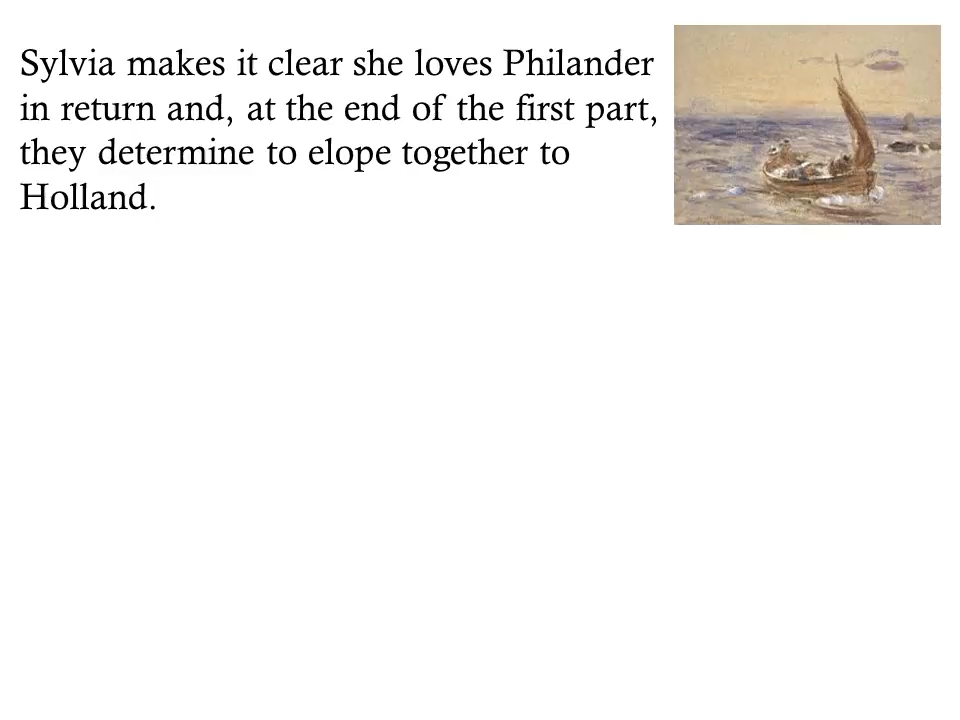 Sylvia makes it clear she loves Philander
in return and, at the end of the first part,
they determine to elope together to
Holland.